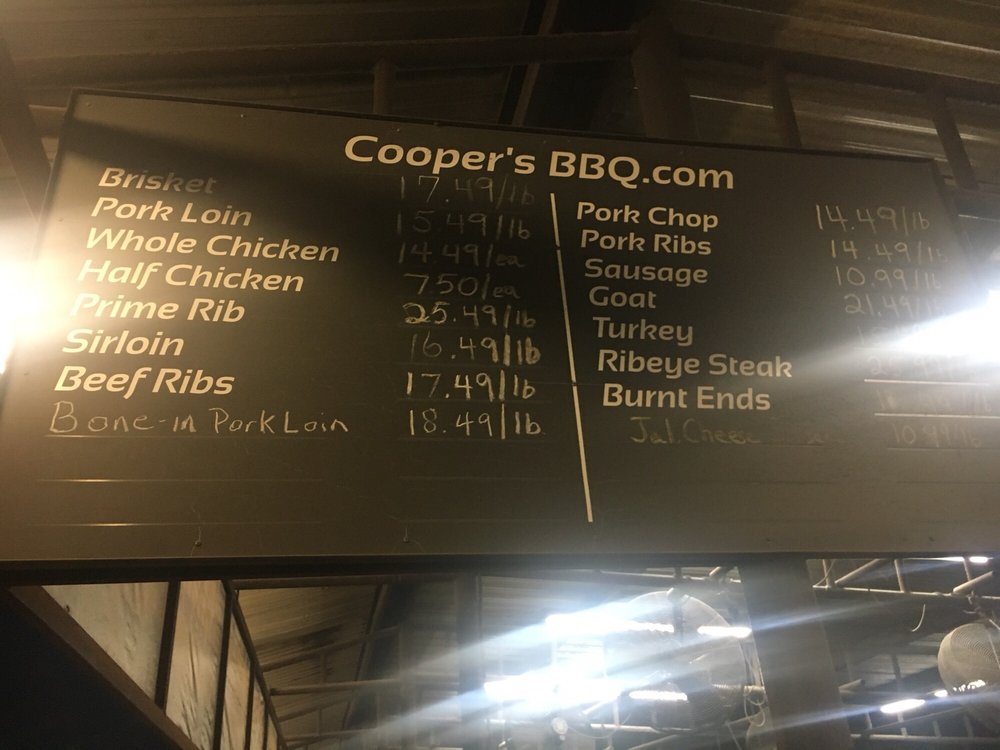 Cooper's BBQ.com
Brisket 17.49/lb
Pork Loin 15.49/lb
Whole Chicken 14.49/ea
Half Chicken 7.50/ea
Prime Rib 25.49/lb
Sirloin 16.49/lb
Beef Ribs 17.49/lb
Bone-in Pork Loin 18.49/lb
Pork Chop 14.49/lb
Pork Ribs 14.49/lb
Sausage 10.99/lb
Goat 21.49/lb
Turkey
Ribeye Steak
Burnt Ends
Jal. Cheese 10.99/lb